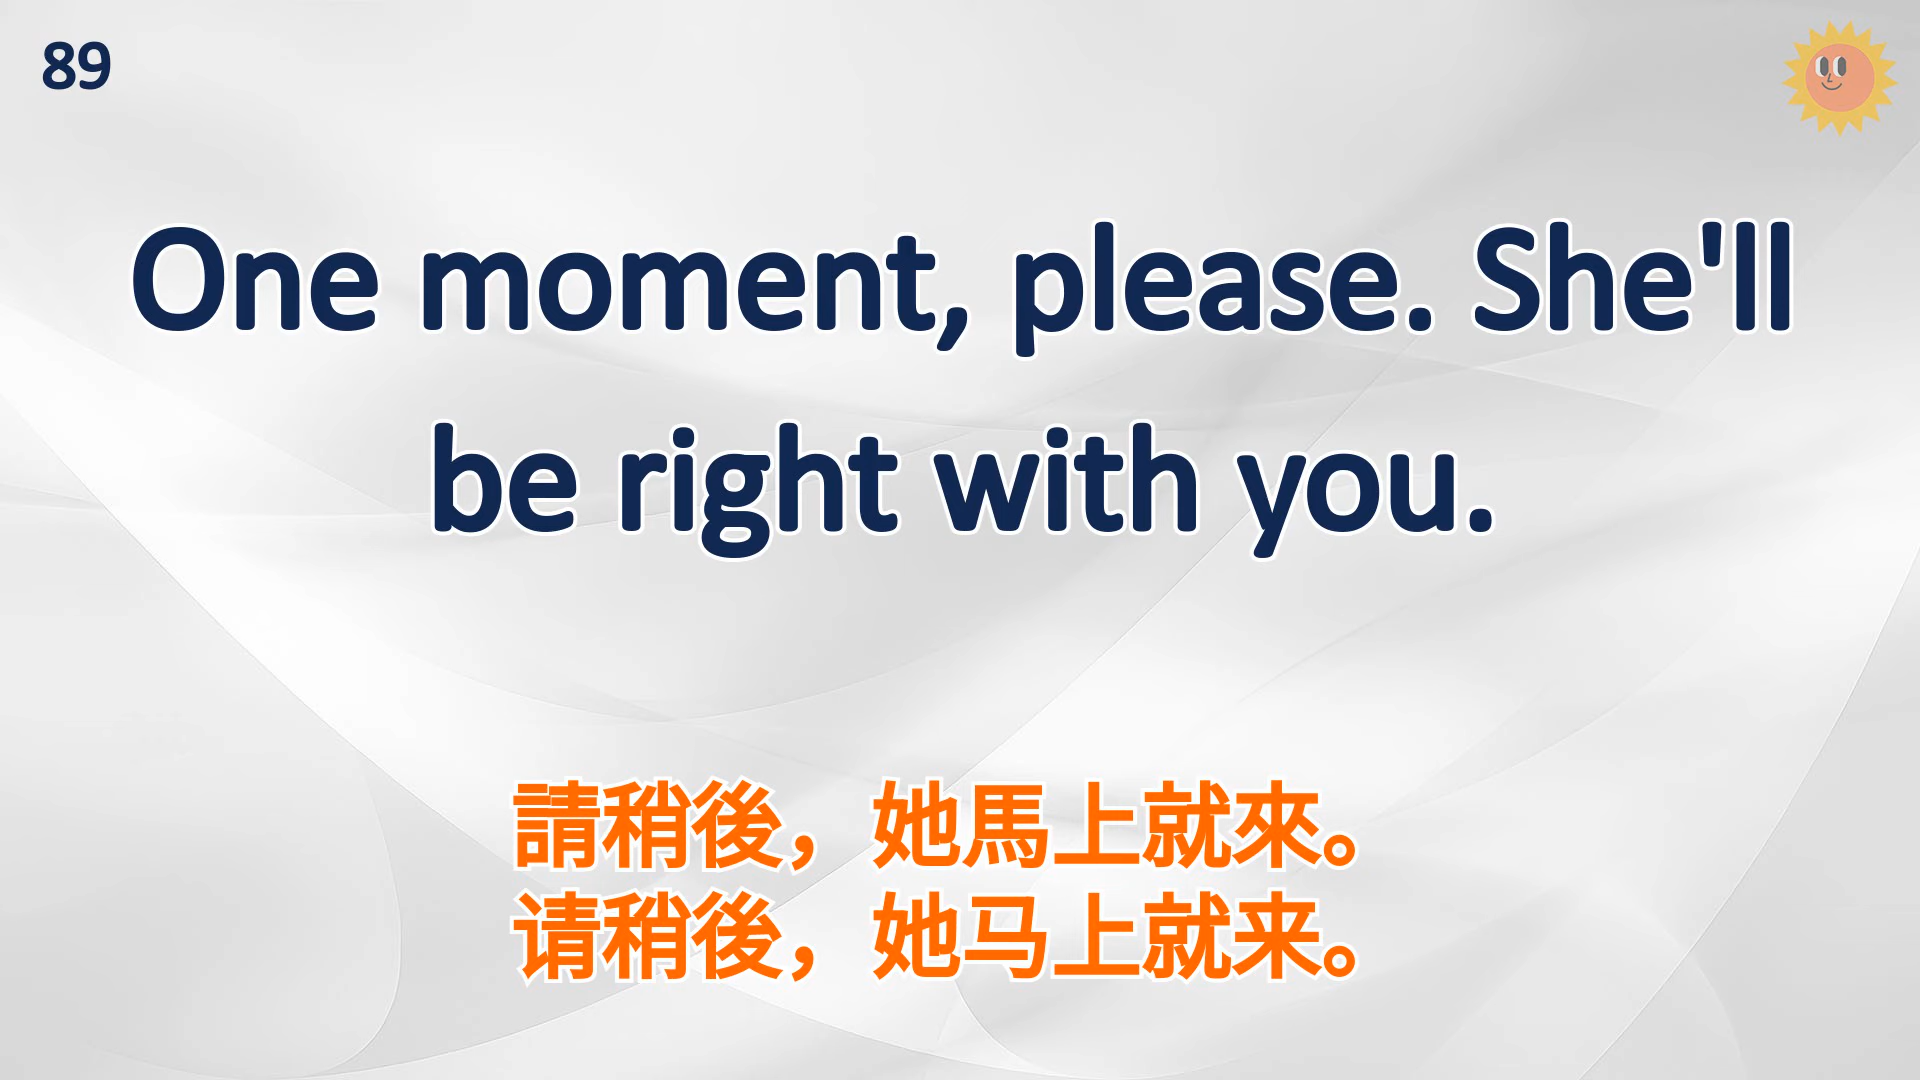 89
One moment, please. She'll
be right with you.
請稍後，她馬上就來。
请稍後，她马上就来。